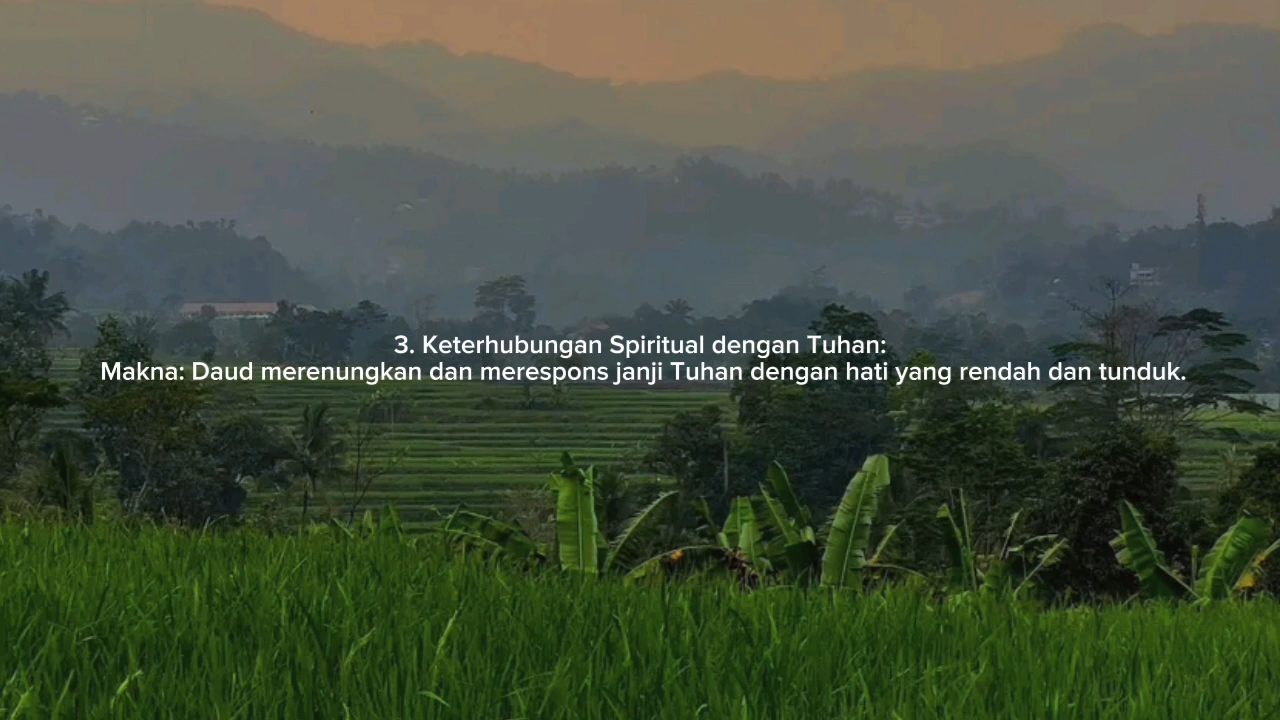 3. Keterhubungan Spiritual dengan Tuhan:
Makna: Daud merenungkan dan merespons janji Tuhan dengan hati yang rendah dan tunduk.